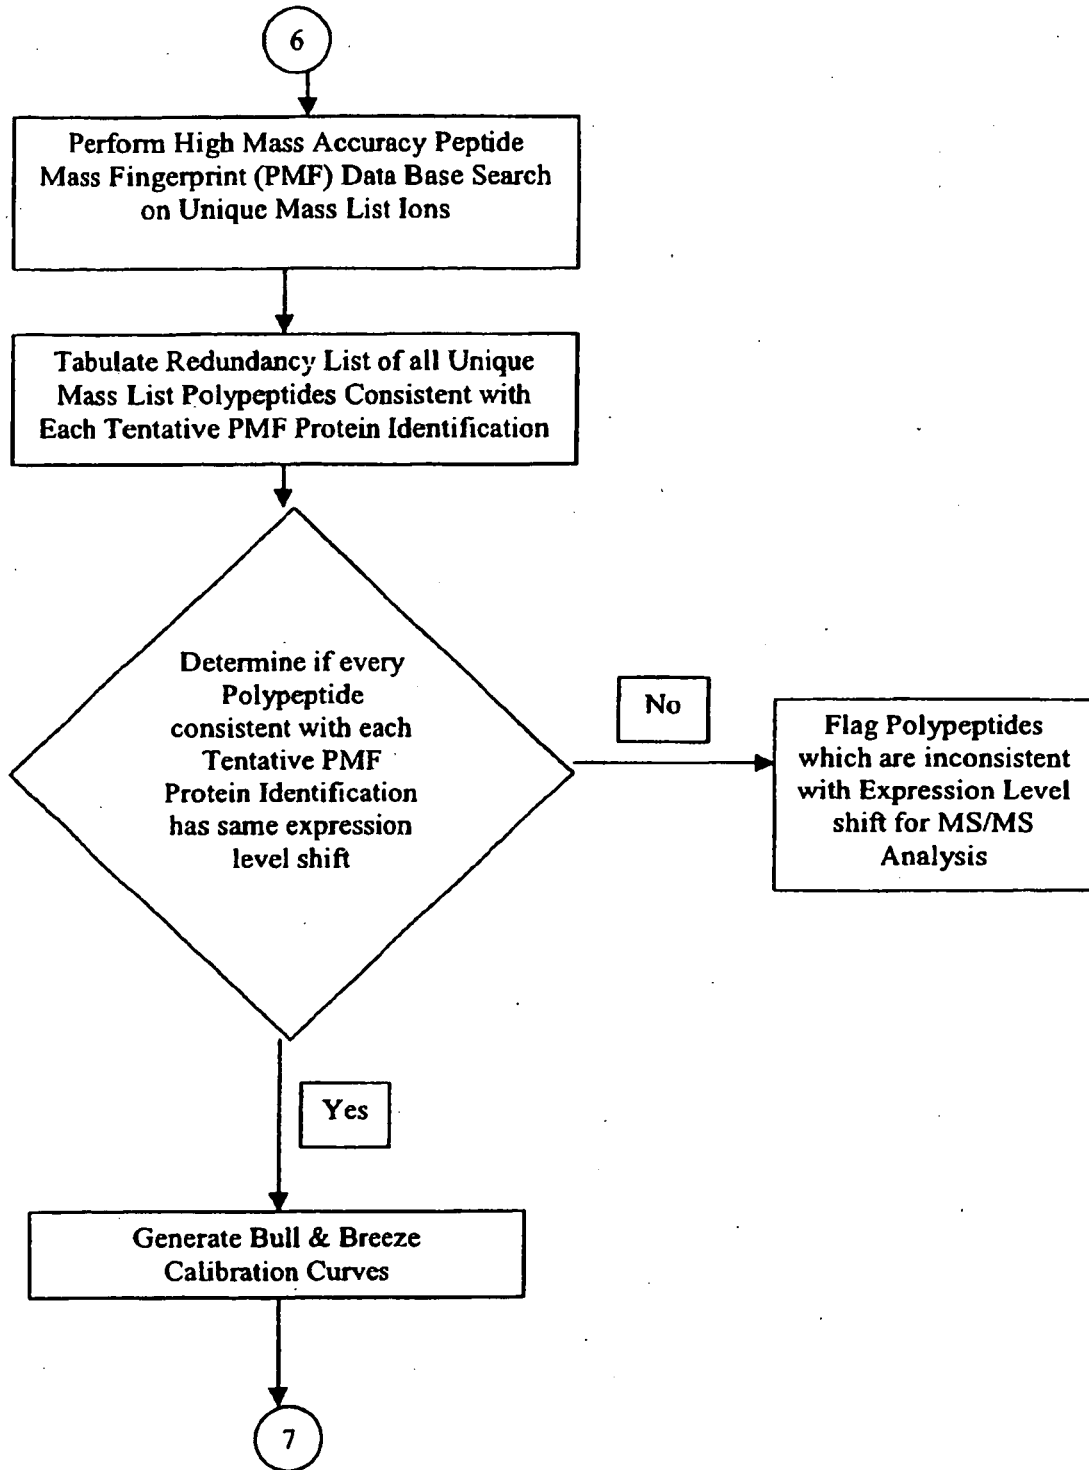 6
Perform High Mass Accuracy Peptide
Mass Fingerprint (PMF) Data Base Search
on Unique Mass List Ions
Tabulate Redundancy List of all Unique
Mass List Polypeptides Consistent with
Each Tentative PMF Protein Identification
Determine if every
Polypeptide
consistent with each
Tentative PMF
Protein Identification
has same expression
level shift
No
Flag Polypeptides
which are inconsistent
with Expression Level
shift for MS/MS
Analysis
Yes
Generate Bull & Breeze
Calibration Curves
7